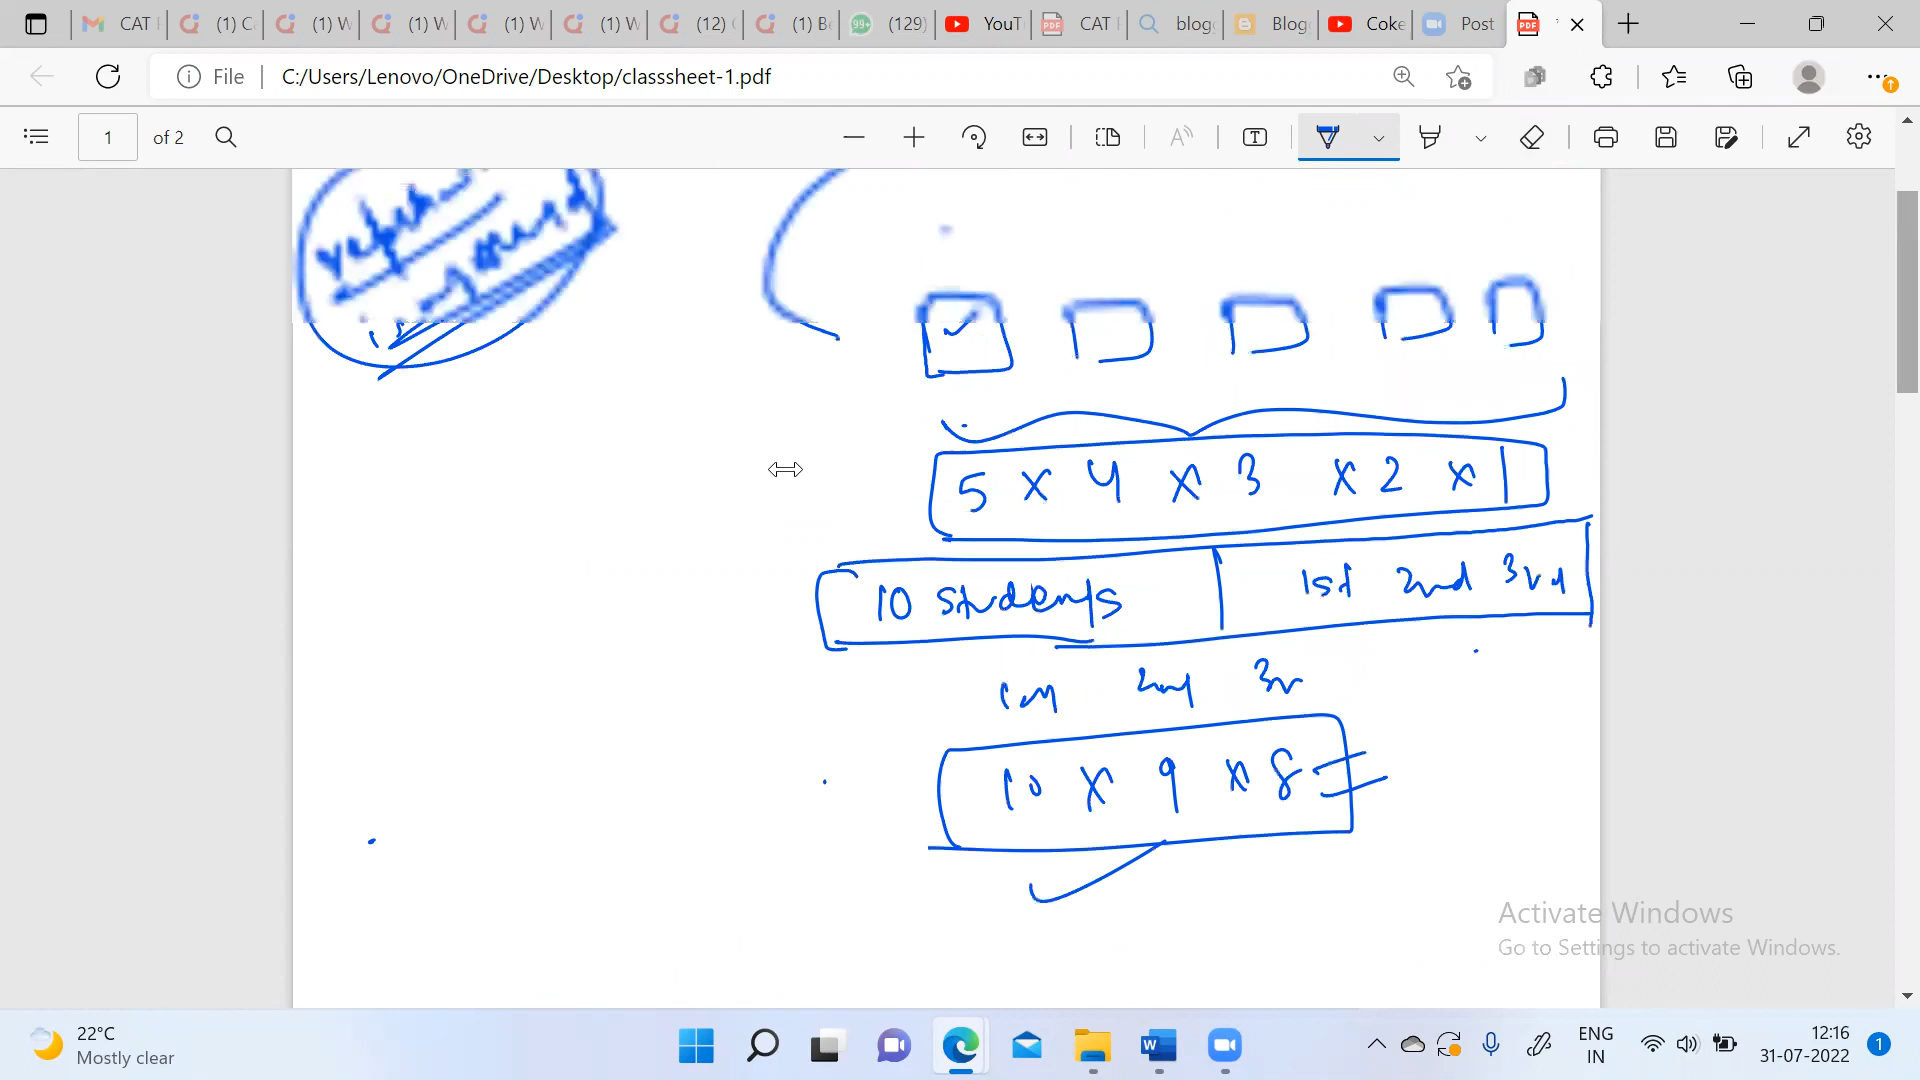 CAT (1) C (1) W (1) W (1) W (1) W (12) (1) Be (129) YouT CAT blog Blog Coke Post
File C:/Users/Lenovo/OneDrive/Desktop/classsheet-1.pdf
1 of 2
5 x 4 x 3 x 2 x 1
10 students 1st 2nd 3rd
2nd 3r
10 x 9 x 8 =
Activate Windows
Go to Settings to activate Windows.
22°C
Mostly clear
ENG
IN
12:16
31-07-2022
1